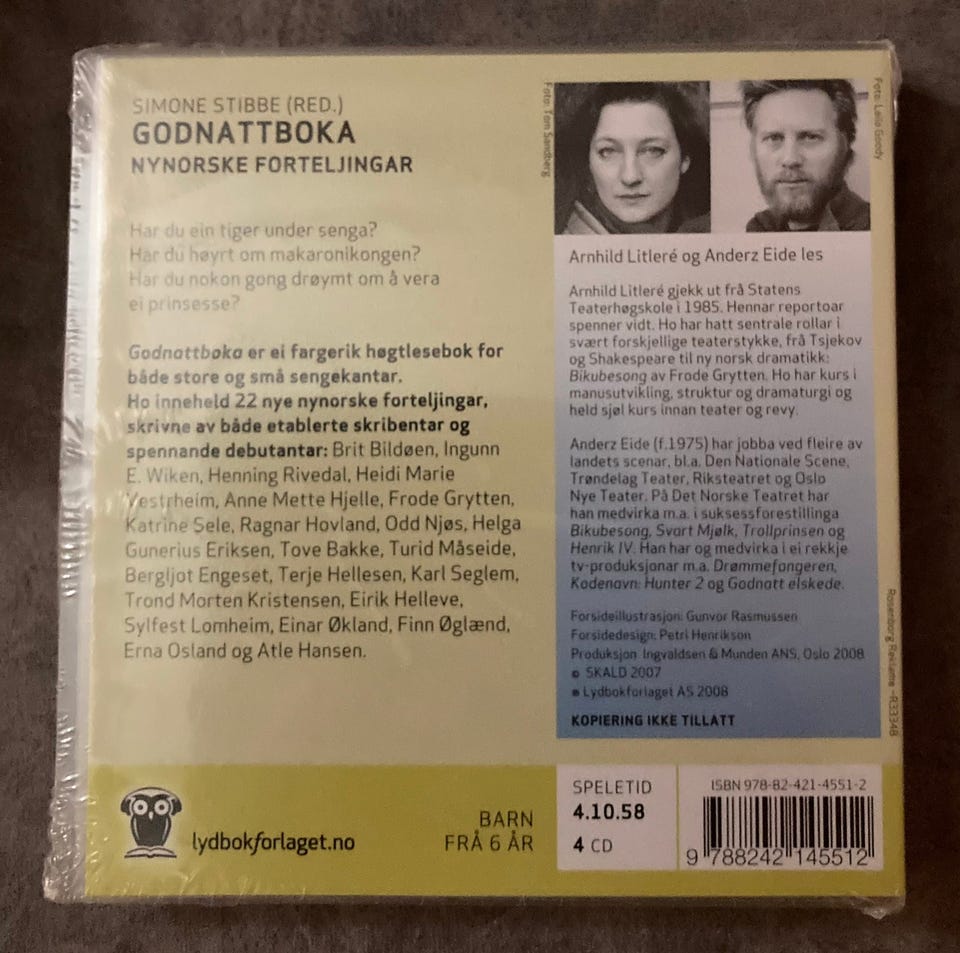 SIMONE STIBBE (RED.)
GODNATTBOKA
NYNORSKE FORTELJINGAR
Har du ein tiger under senga?
Har du høyrt om makaronikongen?
Har du nokon gong drøymt om å vera
ei prinsesse?
Godnattboka er ei fargerik høgtlesebok for
både store og små sengekantar.
Ho inneheld 22 nye nynorske forteljingar,
skrivne av både etablerte skribentar og
spennande debutantar: Brit Bildøen, Ingunn
E. Wiken, Henning Rivedal, Heidi Marie
Vestrheim, Anne Mette Hjelle, Frode Grytten,
Katrine Sele, Ragnar Hovland, Odd Njøs, Helga
Gunerius Eriksen, Tove Bakke, Turid Måseide,
Bergljot Engeset, Terje Hellesen, Karl Seglem,
Trond Morten Kristensen, Eirik Helleve,
Sylfest Lomheim, Einar Økland, Finn Øglænd,
Erna Osland og Atle Hansen.
Foto: Tom Sandberg
Foto: Lailo Goody
Arnhild Litleré og Anderz Eide les
Arnhild Litleré gjekk ut frå Statens
Teaterhøgskole i 1985. Hennar reportoar
spenner vidt. Ho har hatt sentrale rollar i
svært forskjellige teaterstykke, frå Tsjekov
og Shakespeare til ny norsk dramatikk:
Bikubesong av Frode Grytten. Ho har kurs i
manusutvikling, struktur og dramaturgi og
held sjøl kurs innan teater og revy.
Anderz Eide (f.1975) har jobba ved fleire av
landets scenar, bl.a. Den Nationale Scene,
Trøndelag Teater, Riksteatret og Oslo
Nye Teater. På Det Norske Teatret har
han medvirka m.a. i suksessforestillinga
Bikubesong, Svart Mjølk, Trollprinsen og
Henrik IV. Han har og medvirka i ei rekkje
tv-produksjonar m.a. Drømmefangeren,
Kodenavn: Hunter 2 og Godnatt elskede.
Forsideillustrasjon: Gunvor Rasmussen
Forsidedesign: Petri Henrikson
Produksjon Ingvaldsen & Munden ANS, Oslo 2008
© SKALD 2007
℗ Lydbokforlaget AS 2008
KOPIERING IKKE TILLATT
Rosenborg Reklame – R33348
lydbokforlaget.no
BARN
FRÅ 6 ÅR
SPELETID
4.10.58
4 CD
ISBN 978-82-421-4551-2
9 788242 145512